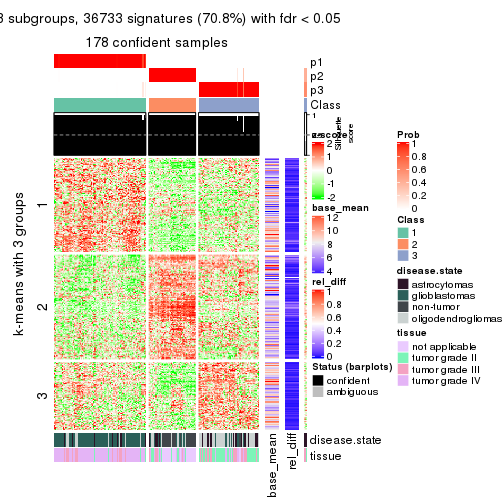 3 subgroups, 36733 signatures (70.8%) with fdr < 0.05
178 confident samples
p1
p2
p3
Class
1
Silhouette
score
k-means with 3 groups
1
2
3
z-score
2
1
0
-1
-2
base_mean
12
10
8
6
4
rel_diff
1
0.8
0.6
0.4
0.2
0
Status (barplots)
confident
ambiguous
Prob
1
0.8
0.6
0.4
0.2
0
Class
1
2
3
disease.state
astrocytomas
glioblastomas
non-tumor
oligodendrogliomas
tissue
not applicable
tumor grade II
tumor grade III
tumor grade IV
disease.state
tissue
base_mean
rel_diff